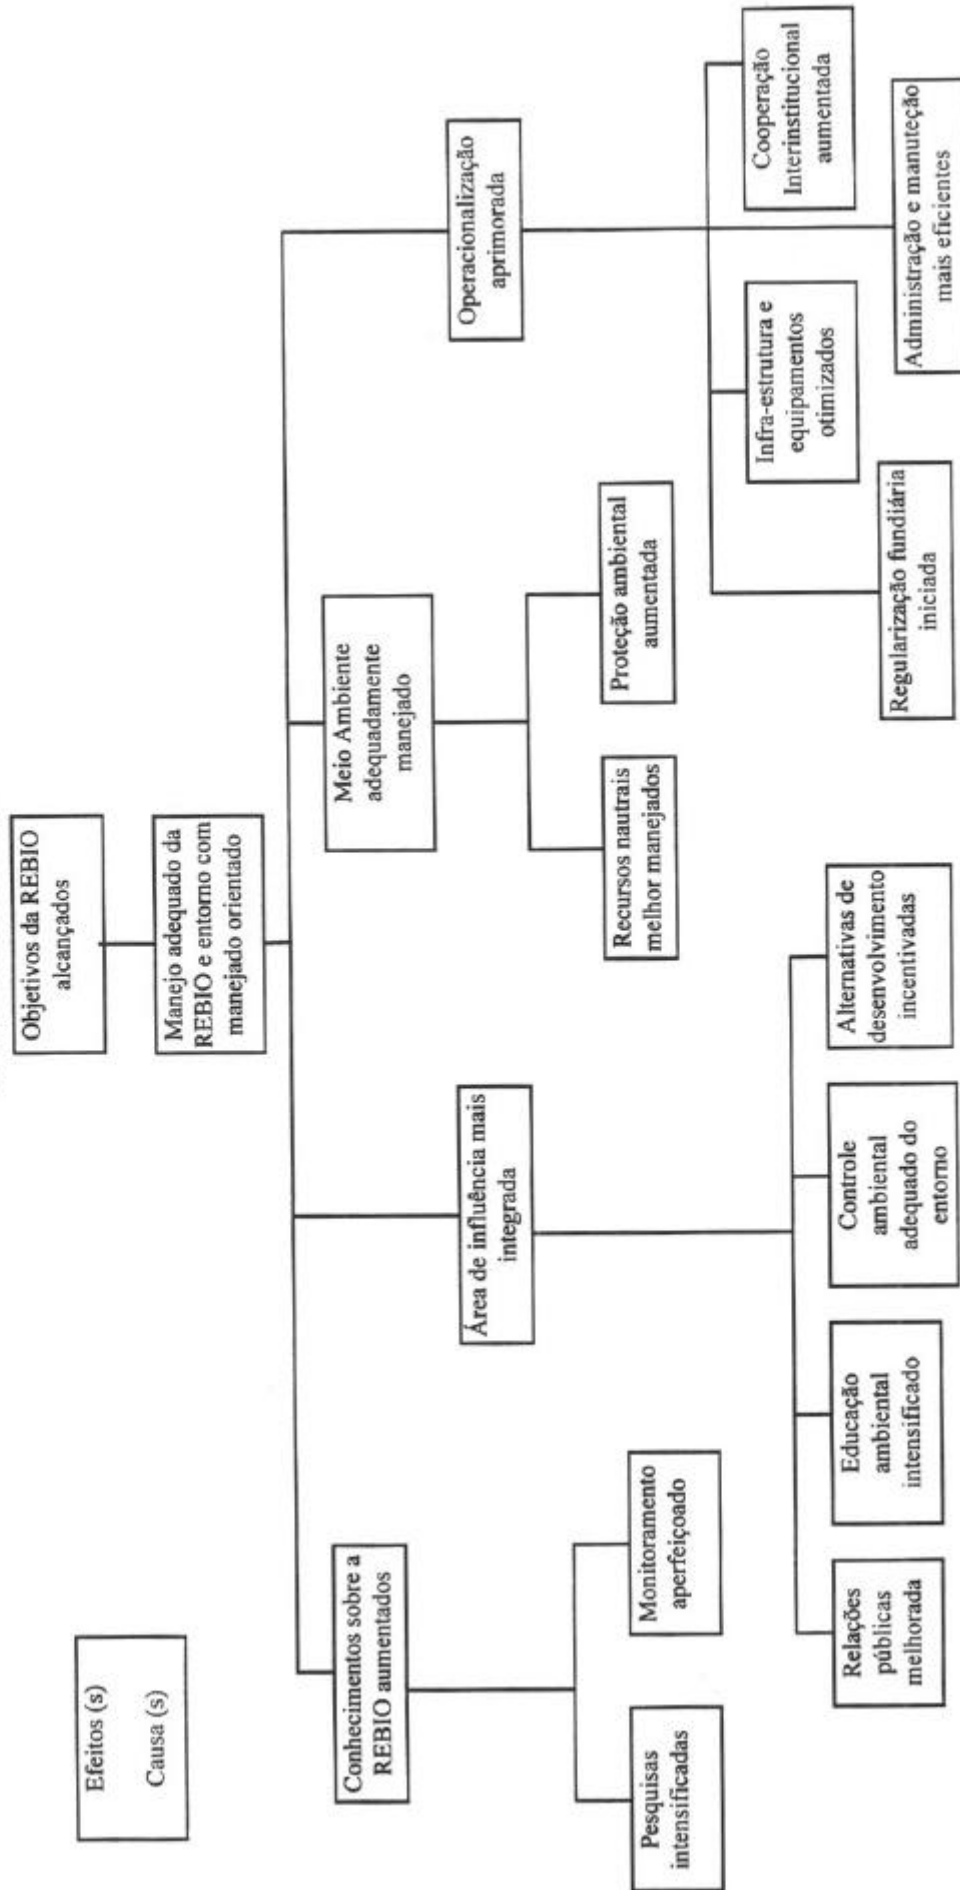 Efeitos (s)
Causa (s)
Objetivos da REBIO
alcançados
Manejo adequado da
REBIO e entorno com
manejado orientado
Conhecimentos sobre a
REBIO aumentados
Área de influência mais
integrada
Meio Ambiente
adequadamente
manejado
Operacionalização
aprimorada
Pesquisas
intensificadas
Monitoramento
aperfeiçoado
Relações
públicas
melhorada
Educação
ambiental
intensificado
Controle
ambiental
adequado do
entorno
Alternativas de
desenvolvimento
incentivadas
Recursos nautrais
melhor manejados
Proteção ambiental
aumentada
Regularização fundiária
iniciada
Infra-estrutura e
equipamentos
otimizados
Administração e manuteção
mais eficientes
Cooperação
Interinstitucional
aumentada